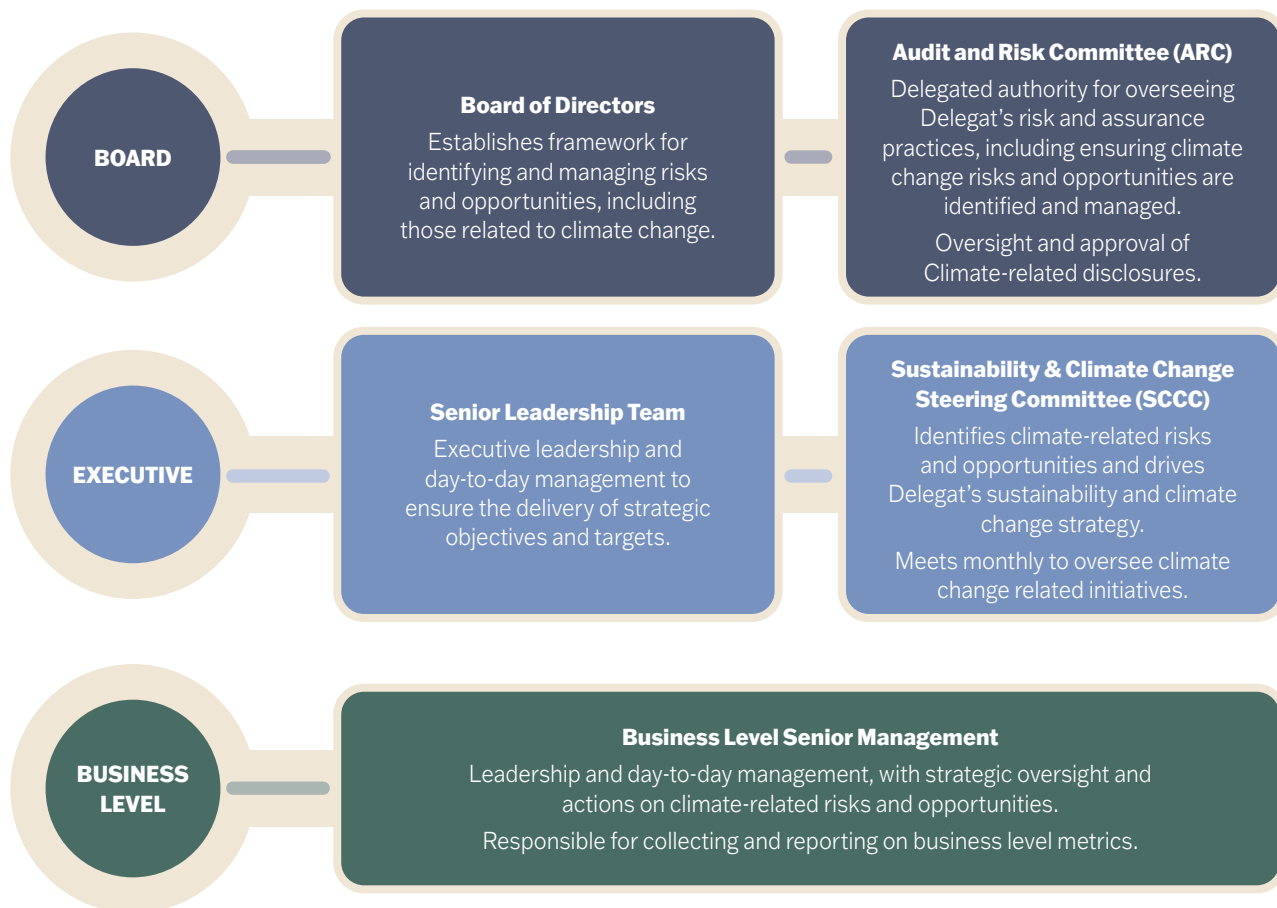 BOARD
Board of Directors
Establishes framework for
identifying and managing risks
and opportunities, including
those related to climate change.
Audit and Risk Committee (ARC)
Delegated authority for overseeing
Delegat's risk and assurance
practices, including ensuring climate
change risks and opportunities are
identified and managed.
Oversight and approval of
Climate-related disclosures.
EXECUTIVE
Senior Leadership Team
Executive leadership and
day-to-day management to
ensure the delivery of strategic
objectives and targets.
Sustainability & Climate Change
Steering Committee (SCCC)
Identifies climate-related risks
and opportunities and drives
Delegat's sustainability and climate
change strategy.
Meets monthly to oversee climate
change related initiatives.
BUSINESS
LEVEL
Business Level Senior Management
Leadership and day-to-day management, with strategic oversight and
actions on climate-related risks and opportunities.
Responsible for collecting and reporting on business level metrics.